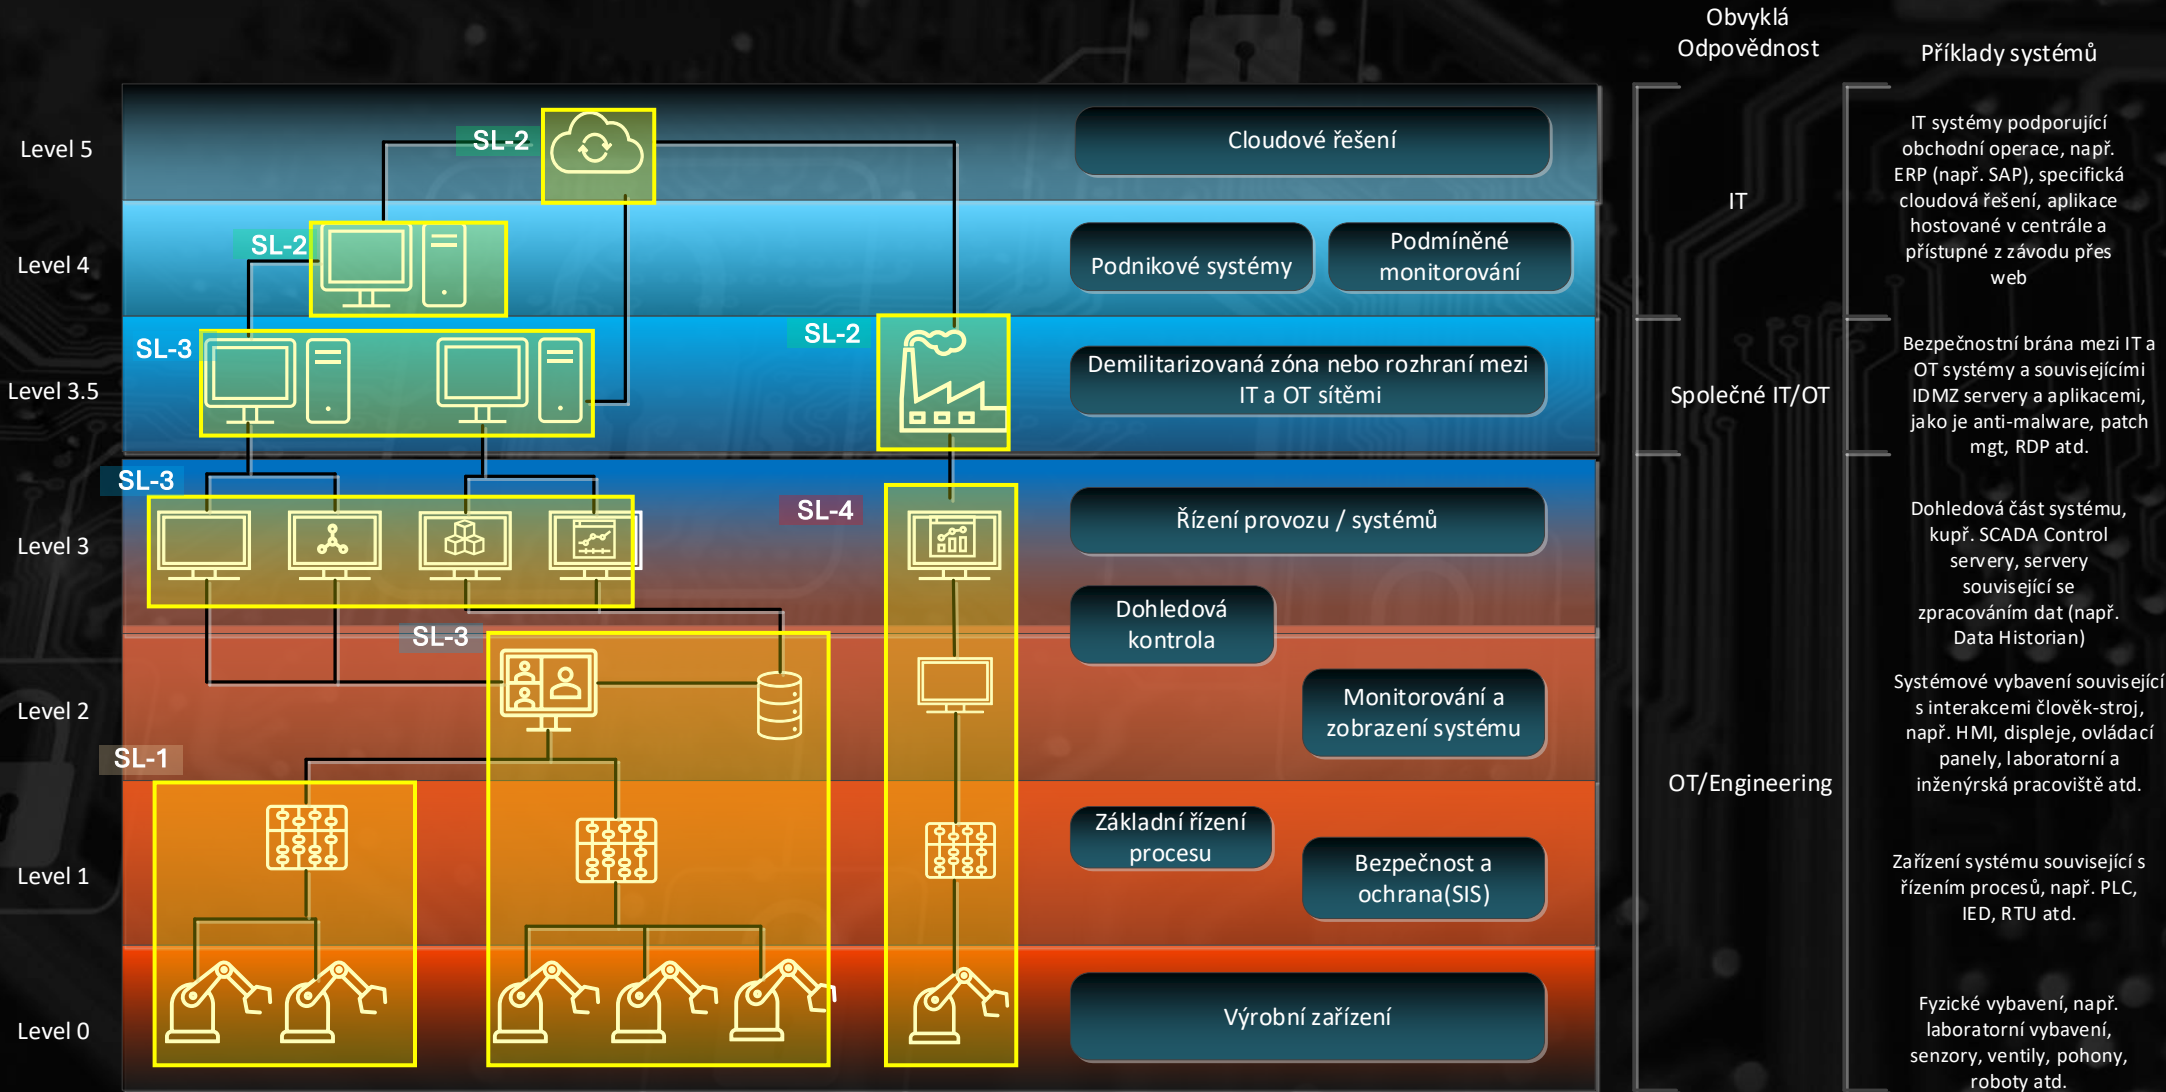 Obvyklá
Odpovědnost
Příklady systémů
Level 5
SL-2
Cloudové řešení
IT systémy podporující
obchodní operace, např.
ERP (např. SAP), specifická
cloudová řešení, aplikace
hostované v centrále a
přístupné z závodu přes
web
IT
Level 4
SL-2
Podnikové systémy
Podmíněné
monitorování
Level 3.5
SL-3
SL-2
Demilitarizovaná zóna nebo rozhraní mezi
IT a OT sítěmi
Společné IT/OT
Bezpečnostní brána mezi IT a
OT systémy a souvisejícími
IDMZ servery a aplikacemi,
jako je anti-malware, patch
mgt, RDP atd.
Level 3
SL-3
SL-4
Řízení provozu / systémů
Dohledová
kontrola
Dohledová část systému,
kupř. SCADA Control
servery, servery
související se
zpracováním dat (např.
Data Historian)
Level 2
SL-3
Monitorování a
zobrazení systému
Systémové vybavení související
s interakcemi člověk-stroj,
např. HMI, displeje, ovládací
panely, laboratorní a
inženýrská pracoviště atd.
OT/Engineering
Level 1
SL-1
Základní řízení
procesu
Bezpečnost a
ochrana(SIS)
Zařízení systému související s
řízením procesů, např. PLC,
IED, RTU atd.
Level 0
Výrobní zařízení
Fyzické vybavení, např.
laboratorní vybavení,
senzory, ventily, pohony,
roboty atd.